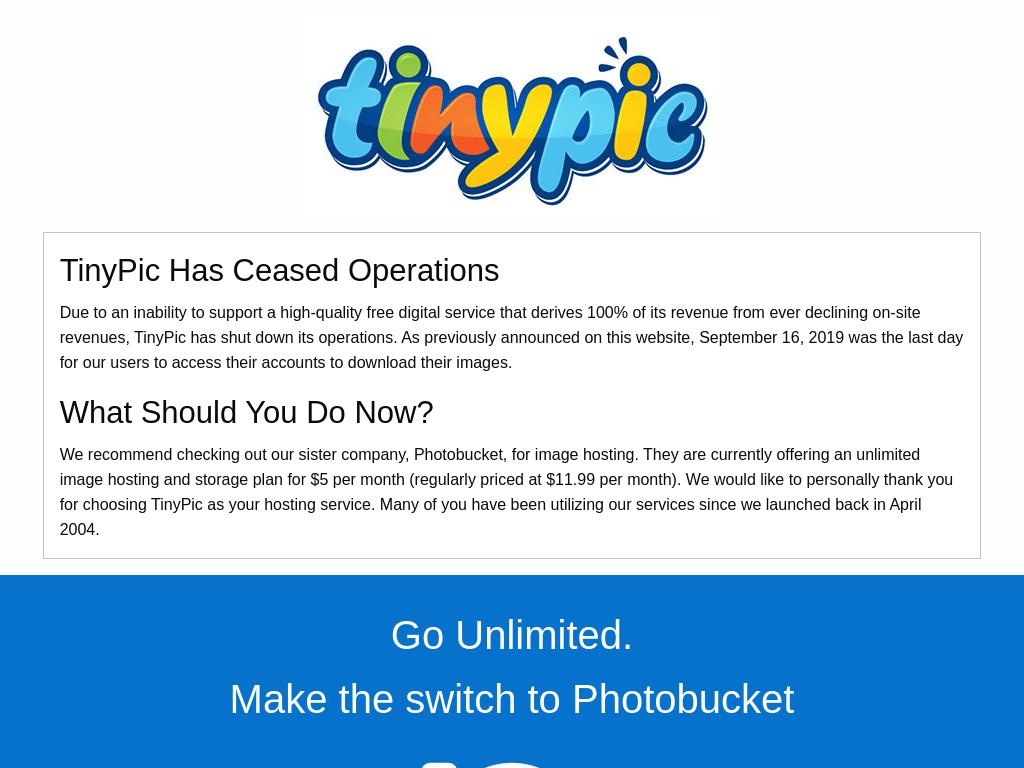 tinypic
TinyPic Has Ceased Operations
Due to an inability to support a high-quality free digital service that derives 100% of its revenue from ever declining on-site
revenues, TinyPic has shut down its operations. As previously announced on this website, September 16, 2019 was the last day
for our users to access their accounts to download their images.
What Should You Do Now?
We recommend checking out our sister company, Photobucket, for image hosting. They are currently offering an unlimited
image hosting and storage plan for $5 per month (regularly priced at $11.99 per month). We would like to personally thank you
for choosing TinyPic as your hosting service. Many of you have been utilizing our services since we launched back in April
2004.
Go Unlimited.
Make the switch to Photobucket